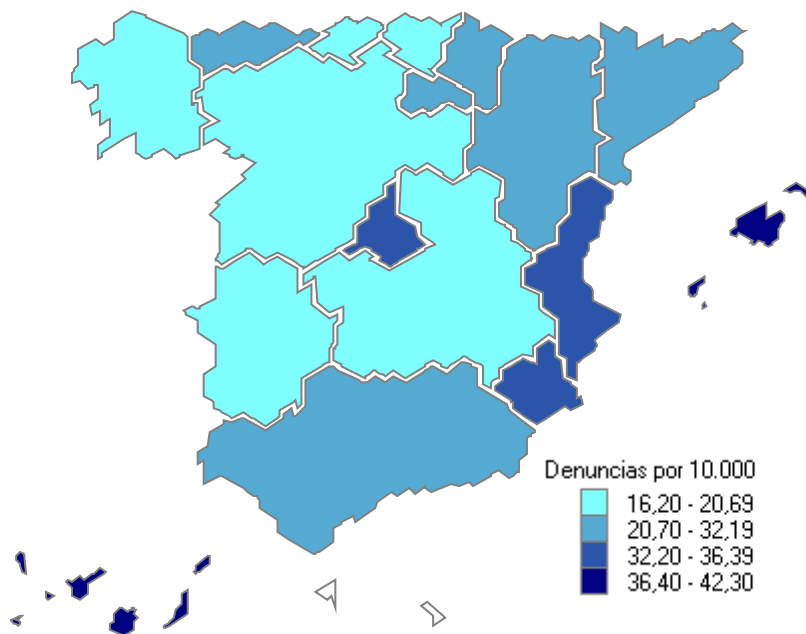 Denuncias por 10.000
16,20 - 20,69
20,70 - 32,19
32,20 - 36,39
36,40 - 42,30